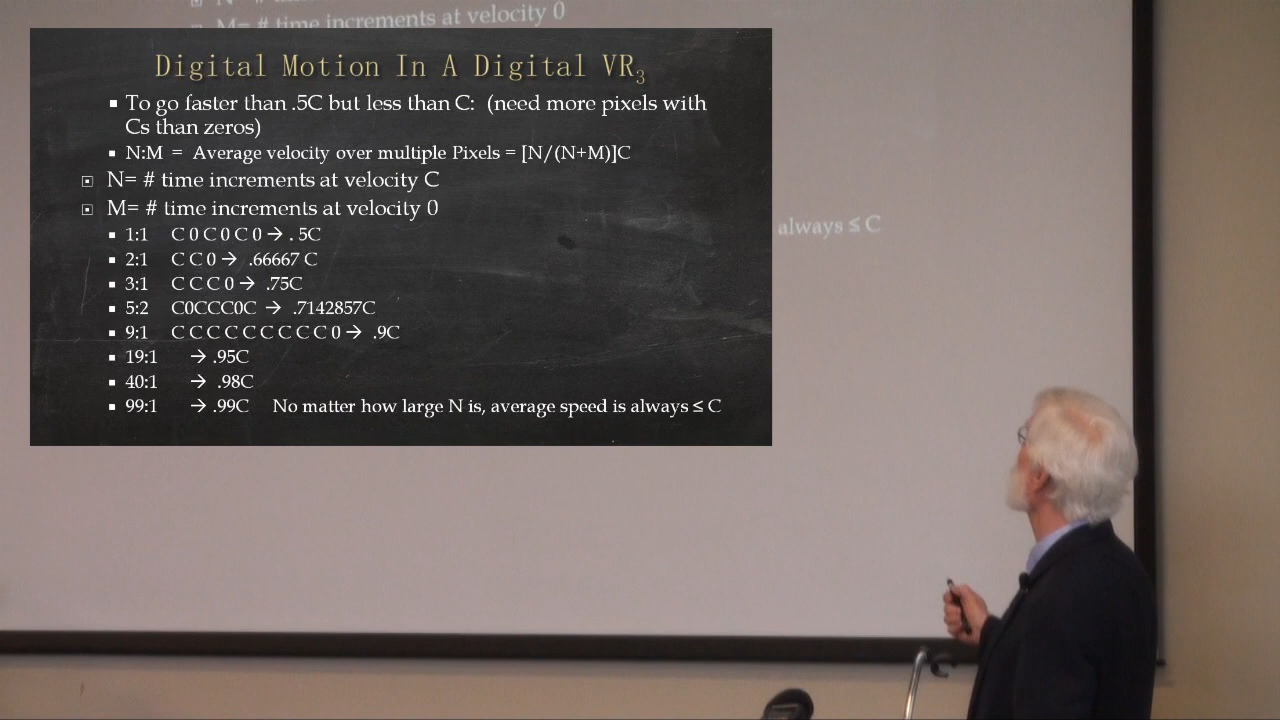 M= # time increments at velocity 0
Digital Motion In A Digital VR3
▪ To go faster than .5C but less than C: (need more pixels with
Cs than zeros)
▪ N:M = Average velocity over multiple Pixels = [N/(N+M)]C
N= # time increments at velocity C
M= # time increments at velocity 0
▪ 1:1 C 0 C 0 C 0 → . 5C
▪ 2:1 C C 0 → .66667 C
▪ 3:1 C C C 0 → .75C
▪ 5:2 C0CCC0C → .7142857C
▪ 9:1 C C C C C C C C C 0 → .9C
▪ 19:1 → .95C
▪ 40:1 → .98C
▪ 99:1 → .99C No matter how large N is, average speed is always ≤ C
always ≤ C